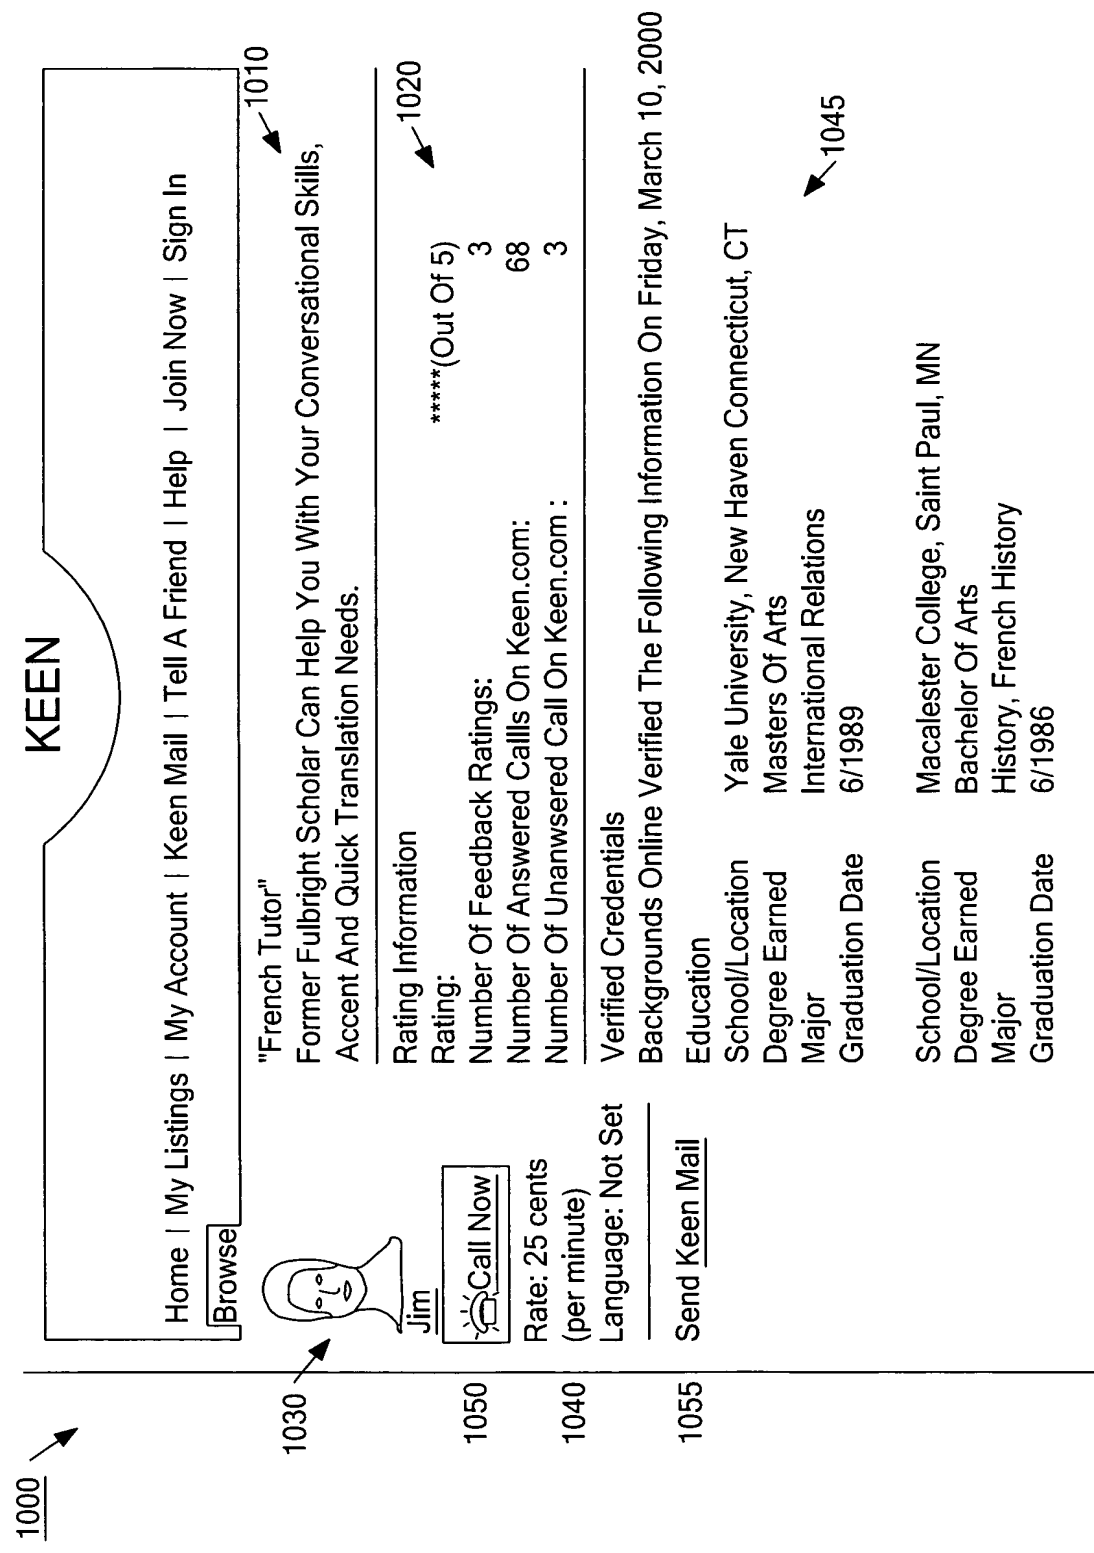 1000
KEEN
Home | My Listings | My Account | Keen Mail | Tell A Friend | Help | Join Now | Sign In
Browse
1030
Jim
1050
Call Now
1040
Rate: 25 cents
(per minute)
Language: Not Set
1055
Send Keen Mail
"French Tutor"
1010
Former Fulbright Scholar Can Help You With Your Conversational Skills,
Accent And Quick Translation Needs.
Rating Information
1020
Rating: *****(Out Of 5)
Number Of Feedback Ratings: 3
Number Of Answered Callls On Keen.com: 68
Number Of Unanwsered Call On Keen.com : 3
Verified Credentials
Backgrounds Online Verified The Following Information On Friday, March 10, 2000
Education
School/Location Yale University, New Haven Connecticut, CT
Degree Earned Masters Of Arts
Major International Relations
1045
Graduation Date 6/1989
School/Location Macalester College, Saint Paul, MN
Degree Earned Bachelor Of Arts
Major History, French History
Graduation Date 6/1986